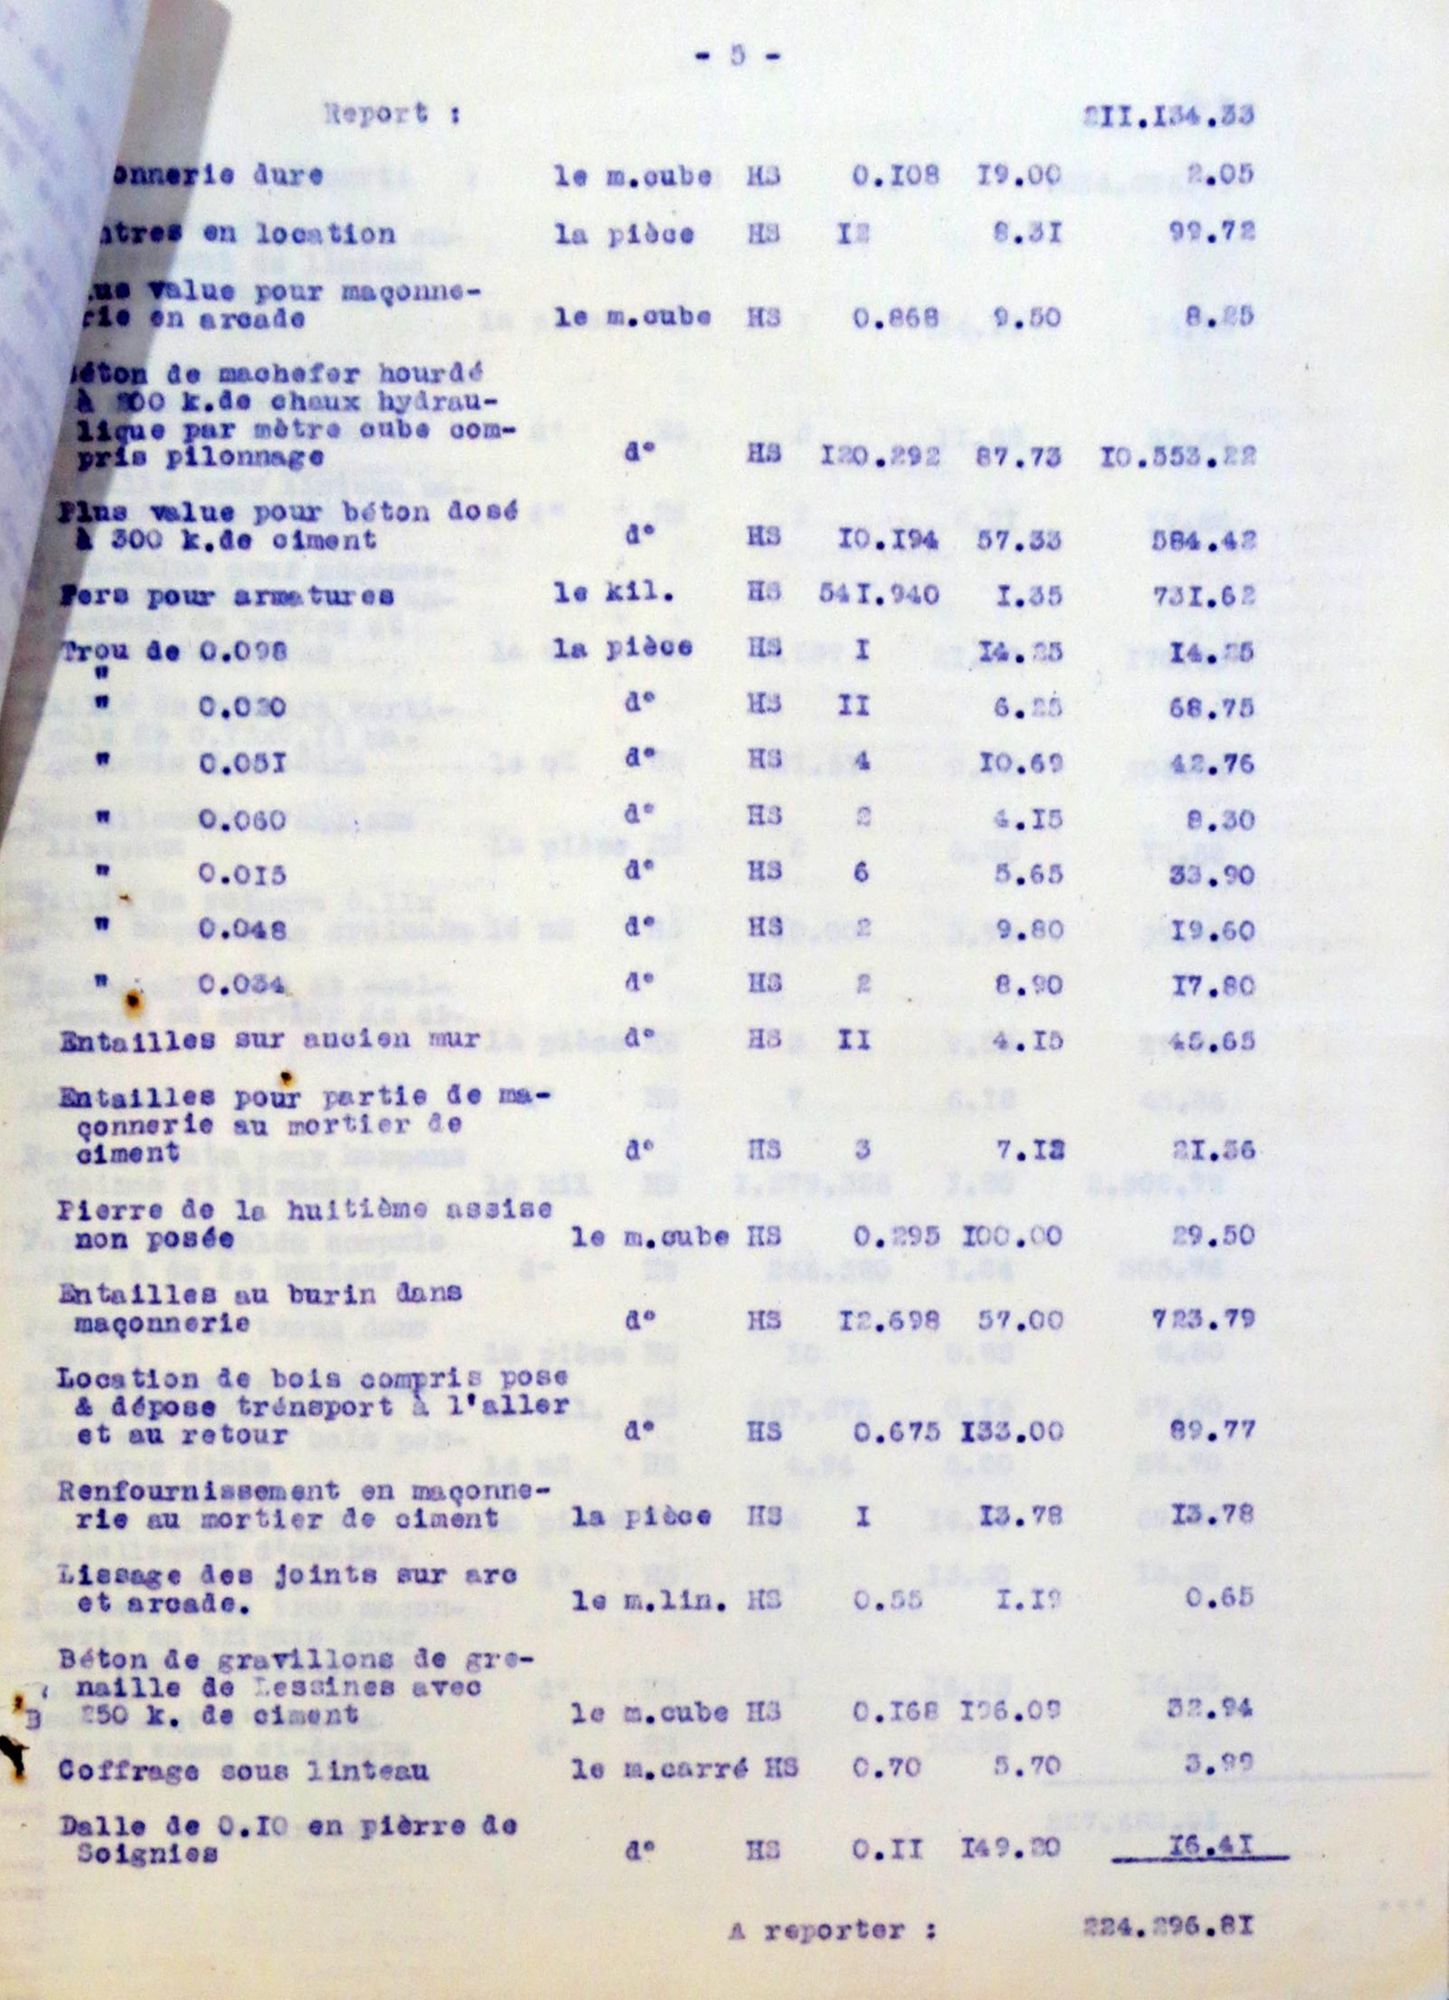 - 5 -
Report : 211.134.33
onnerie dure le m.cube HS 0.108 19.00 2.05
ntres en location la pièce HS 12 8.31 99.72
lus value pour maçonne-
rie en arcade le m.cube HS 0.868 9.50 8.25
Béton de machefer hourdé
à 200 k.de chaux hydrau-
lique par mètre cube com-
pris pilonnage d° HS 120.292 87.73 10.553.22
Plus value pour béton dosé
à 300 k.de ciment d° HS 10.194 57.33 584.42
Fers pour armatures le kil. HS 541.940 1.35 731.62
Trou de 0.098 la pièce HS 1 14.25 14.25
"
" 0.020 d° HS 11 6.25 68.75
" 0.051 d° HS 4 10.69 42.76
" 0.060 d° HS 2 4.15 8.30
" 0.015 d° HS 6 5.65 33.90
" 0.048 d° HS 2 9.80 19.60
" 0.034 d° HS 2 8.90 17.80
Entailles sur ancien mur d° HS 11 4.15 45.65
Entailles pour partie de ma-
çonnerie au mortier de
ciment d° HS 3 7.12 21.36
Pierre de la huitième assise
non posée le m.cube HS 0.295 100.00 29.50
Entailles au burin dans
maçonnerie d° HS 12.698 57.00 723.79
Location de bois compris pose
& dépose trénsport à l'aller
et au retour d° HS 0.675 133.00 89.77
Renfournissement en maçonne-
rie au mortier de ciment la pièce HS 1 13.78 13.78
Lissage des joints sur arc
et arcade. le m.lin. HS 0.55 1.19 0.65
Béton de gravillons de gre-
naille de Lessines avec
B 250 k. de ciment le m.cube HS 0.168 196.09 32.94
Coffrage sous linteau le m.carré HS 0.70 5.70 3.99
Dalle de 0.10 en pièrre de
Soignies d° HS 0.11 149.20 16.41
A reporter : 224.296.81